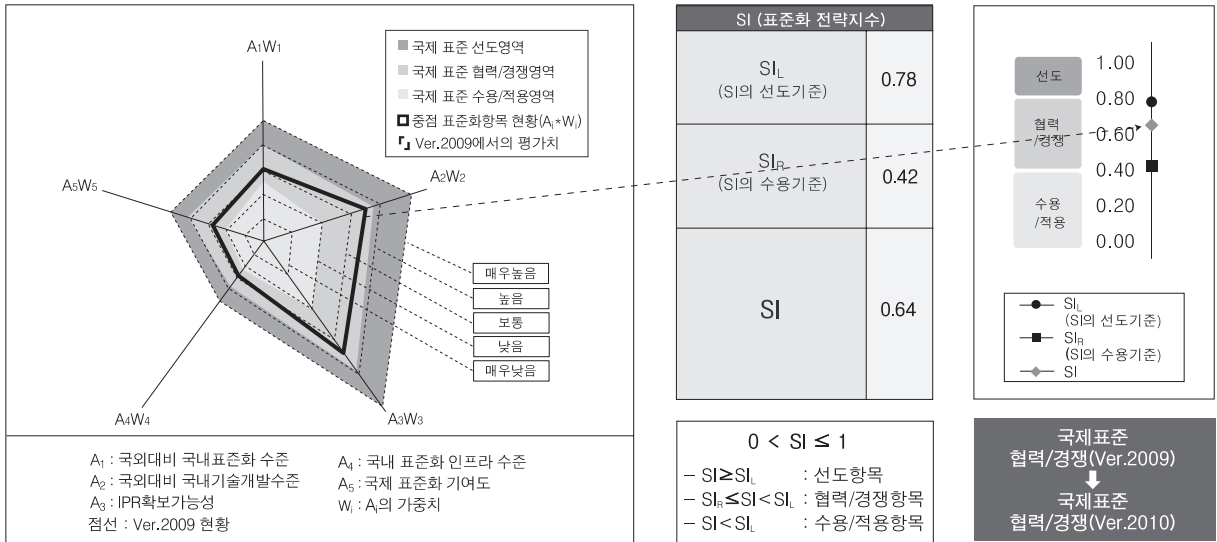 A₁W₁
A₂W₂
A₃W₃
A₄W₄
A₅W₅
국제 표준 선도영역
국제 표준 협력/경쟁영역
국제 표준 수용/적용영역
중점 표준화항목 현황(Aᵢ*Wᵢ)
「」 Ver.2009에서의 평가치
매우높음
높음
보통
낮음
매우낮음
A₁ : 국외대비 국내표준화 수준
A₂ : 국외대비 국내기술개발수준
A₃ : IPR확보가능성
점선 : Ver.2009 현황
A₄ : 국내 표준화 인프라 수준
A₅ : 국제 표준화 기여도
Wᵢ : Aᵢ의 가중치
SI (표준화 전략지수)
SI_L
(SI의 선도기준)
0.78
SI_R
(SI의 수용기준)
0.42
SI
0.64
0 < SI ≤ 1
– SI≥SI_L : 선도항목
– SI_R≤SI<SI_L : 협력/경쟁항목
– SI<SI_L : 수용/적용항목
선도
협력
/경쟁
수용
/적용
1.00
0.80
0.60
0.40
0.20
0.00
SI_L
(SI의 선도기준)
SI_R
(SI의 수용기준)
SI
국제표준
협력/경쟁(Ver.2009)
국제표준
협력/경쟁(Ver.2010)